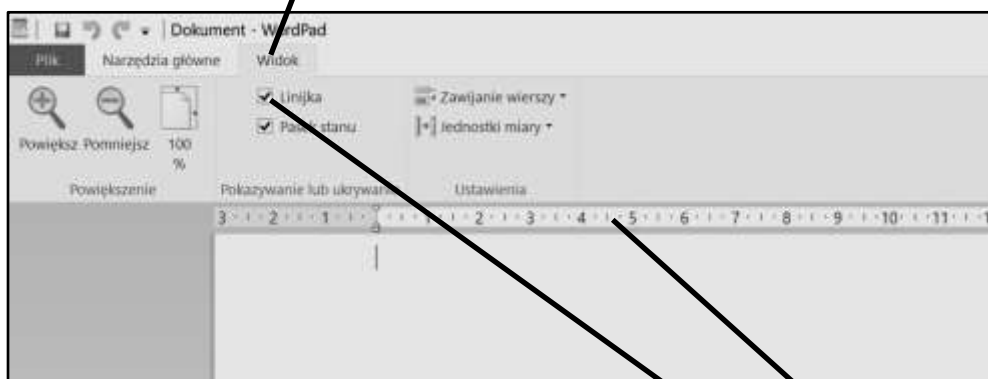 Dokument - WordPad
Plik Narzędzia główne Widok
Linijka Zawijanie wierszy
Pasek stanu Jednostki miary
Powiększ Pomniejsz 100
%
Powiększenie Pokazywanie lub ukrywanie Ustawienia
3 2 1 1 2 3 4 5 6 7 8 9 10 11